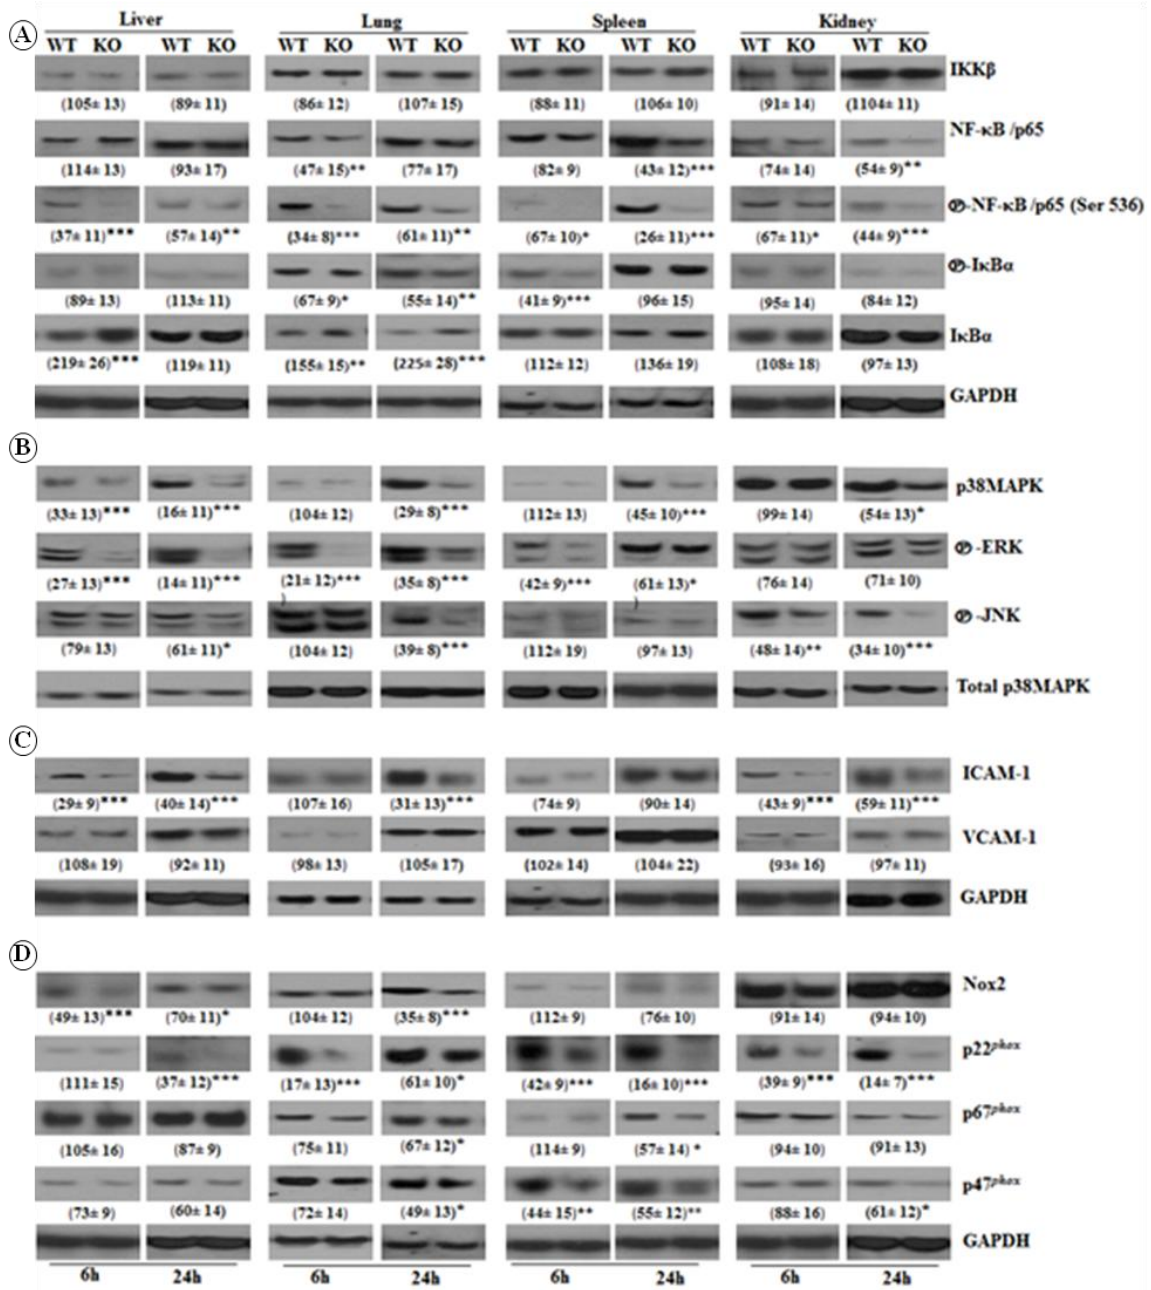 A Liver Lung Spleen Kidney
WT KO WT KO WT KO WT KO WT KO WT KO WT KO WT KO
IKKβ
(105± 13) (89± 11) (86± 12) (107± 15) (88± 11) (106± 10) (91± 14) (1104± 11)
NF-κB /p65
(114± 13) (93± 17) (47± 15)** (77± 17) (82± 9) (43± 12)*** (74± 14) (54± 9)**
Ⓟ-NF-κB/p65 (Ser 536)
(37± 11)*** (57± 14)** (34± 8)*** (61± 11)** (67± 10)* (26± 11)*** (67± 11)* (44± 9)***
Ⓟ-IκBα
(89± 13) (113± 11) (67± 9)* (55± 14)** (41± 9)*** (96± 15) (95± 14) (84± 12)
IκBα
(219± 26)*** (119± 11) (155± 15)** (225± 28)*** (112± 12) (136± 19) (108± 18) (97± 13)
GAPDH
B
p38MAPK
(33± 13)*** (16± 11)*** (104± 12) (29± 8)*** (112± 13) (45± 10)*** (99± 14) (54± 13)*
Ⓟ-ERK
(27± 13)*** (14± 11)*** (21± 12)*** (35± 8)*** (42± 9)*** (61± 13)* (76± 14) (71± 10)
Ⓟ-JNK
(79± 13) (61± 11)* (104± 12) (39± 8)*** (112± 19) (97± 13) (48± 14)** (34± 10)***
Total p38MAPK
C
ICAM-1
(29± 9)*** (40± 14)*** (107± 16) (31± 13)*** (74± 9) (90± 14) (43± 9)*** (59± 11)***
VCAM-1
(108± 19) (92± 11) (98± 13) (105± 17) (102± 14) (104± 22) (93± 16) (97± 11)
GAPDH
D
Nox2
(49± 13)*** (70± 11)* (104± 12) (35± 8)*** (112± 9) (76± 10) (91± 14) (94± 10)
p22phox
(111± 15) (37± 12)*** (17± 13)*** (61± 10)* (42± 9)*** (16± 10)*** (39± 9)*** (14± 7)***
p67phox
(105± 16) (87± 9) (75± 11) (67± 12)* (114± 9) (57± 14) * (94± 10) (91± 13)
p47phox
(73± 9) (60± 14) (72± 14) (49± 13)* (44± 15)** (55± 12)** (88± 16) (61± 12)*
GAPDH
6h 24h 6h 24h 6h 24h 6h 24h